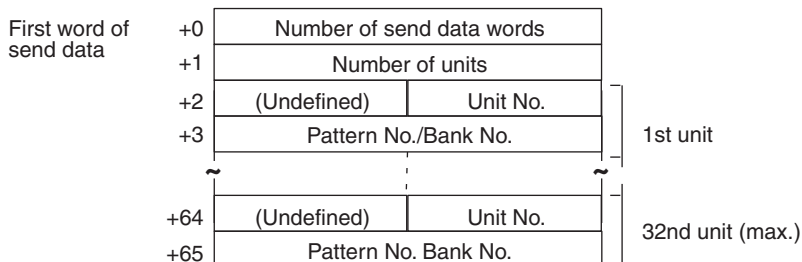 First word of
send data
+0 Number of send data words
+1 Number of units
+2 (Undefined) Unit No.
+3 Pattern No./Bank No.
1st unit
~ ~
+64 (Undefined) Unit No.
+65 Pattern No. Bank No.
32nd unit (max.)